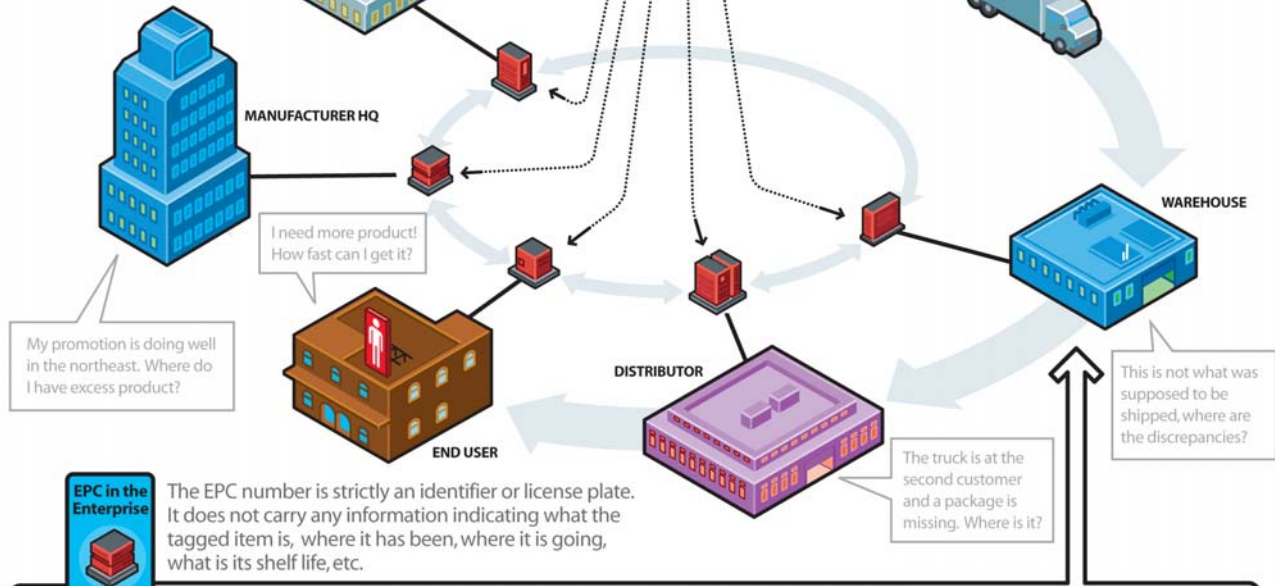 MANUFACTURER HQ
WAREHOUSE
I need more product!
How fast can I get it?
My promotion is doing well
in the northeast. Where do
I have excess product?
DISTRIBUTOR
This is not what was
supposed to be
shipped, where are
the discrepancies?
END USER
The truck is at the
second customer
and a package is
missing. Where is it?
EPC in the
Enterprise
The EPC number is strictly an identifier or license plate.
It does not carry any information indicating what the
tagged item is, where it has been, where it is going,
what is its shelf life, etc.